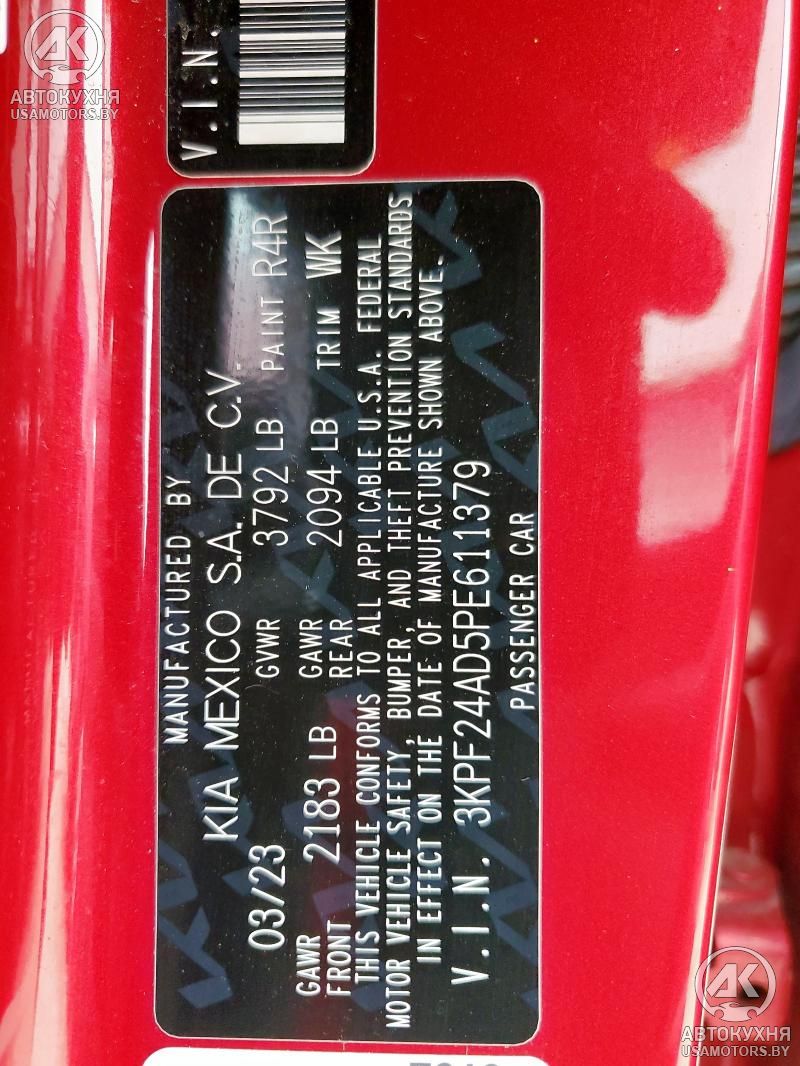 АВТОКУХНЯ
USAMOTORS.BY
V.I.N.
MANUFACTURED BY
KIA MEXICO S.A. DE C.V.
03/23 GVWR 3792 LB PAINT R4R
GAWR FRONT 2183 LB GAWR REAR 2094 LB TRIM WK
THIS VEHICLE CONFORMS TO ALL APPLICABLE U.S.A. FEDERAL
MOTOR VEHICLE SAFETY, BUMPER, AND THEFT PREVENTION STANDARDS
IN EFFECT ON THE DATE OF MANUFACTURE SHOWN ABOVE.
V.I.N. 3KPF24AD5PE611379
PASSENGER CAR
АВТОКУХНЯ
USAMOTORS.BY